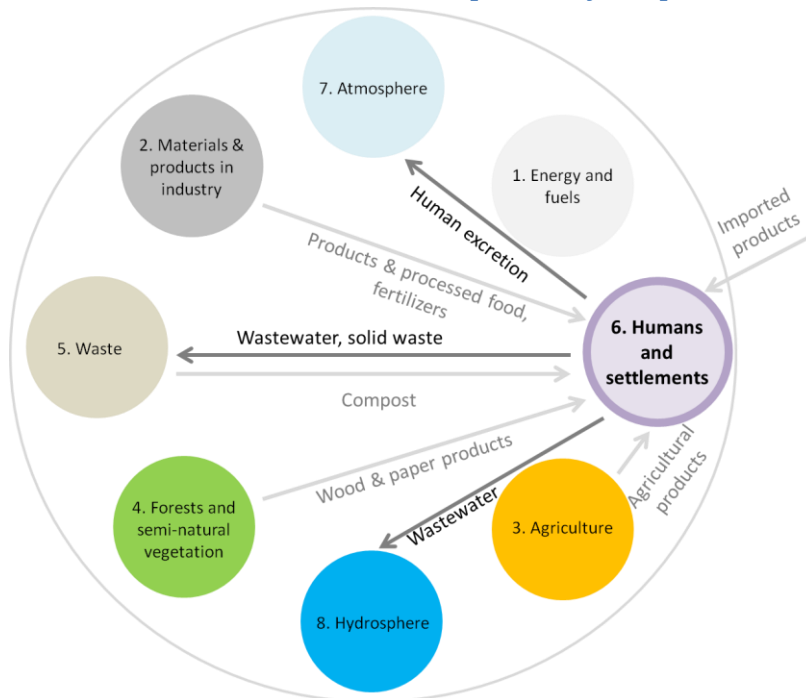 7. Atmosphere
2. Materials &
products in
industry
1. Energy and
fuels
Human excretion
Imported
products
Products & processed food,
fertilizers
6. Humans
and
settlements
Wastewater, solid waste
5. Waste
Compost
Wood & paper products
Agricultural
products
4. Forests and
semi-natural
vegetation
Wastewater
3. Agriculture
8. Hydrosphere